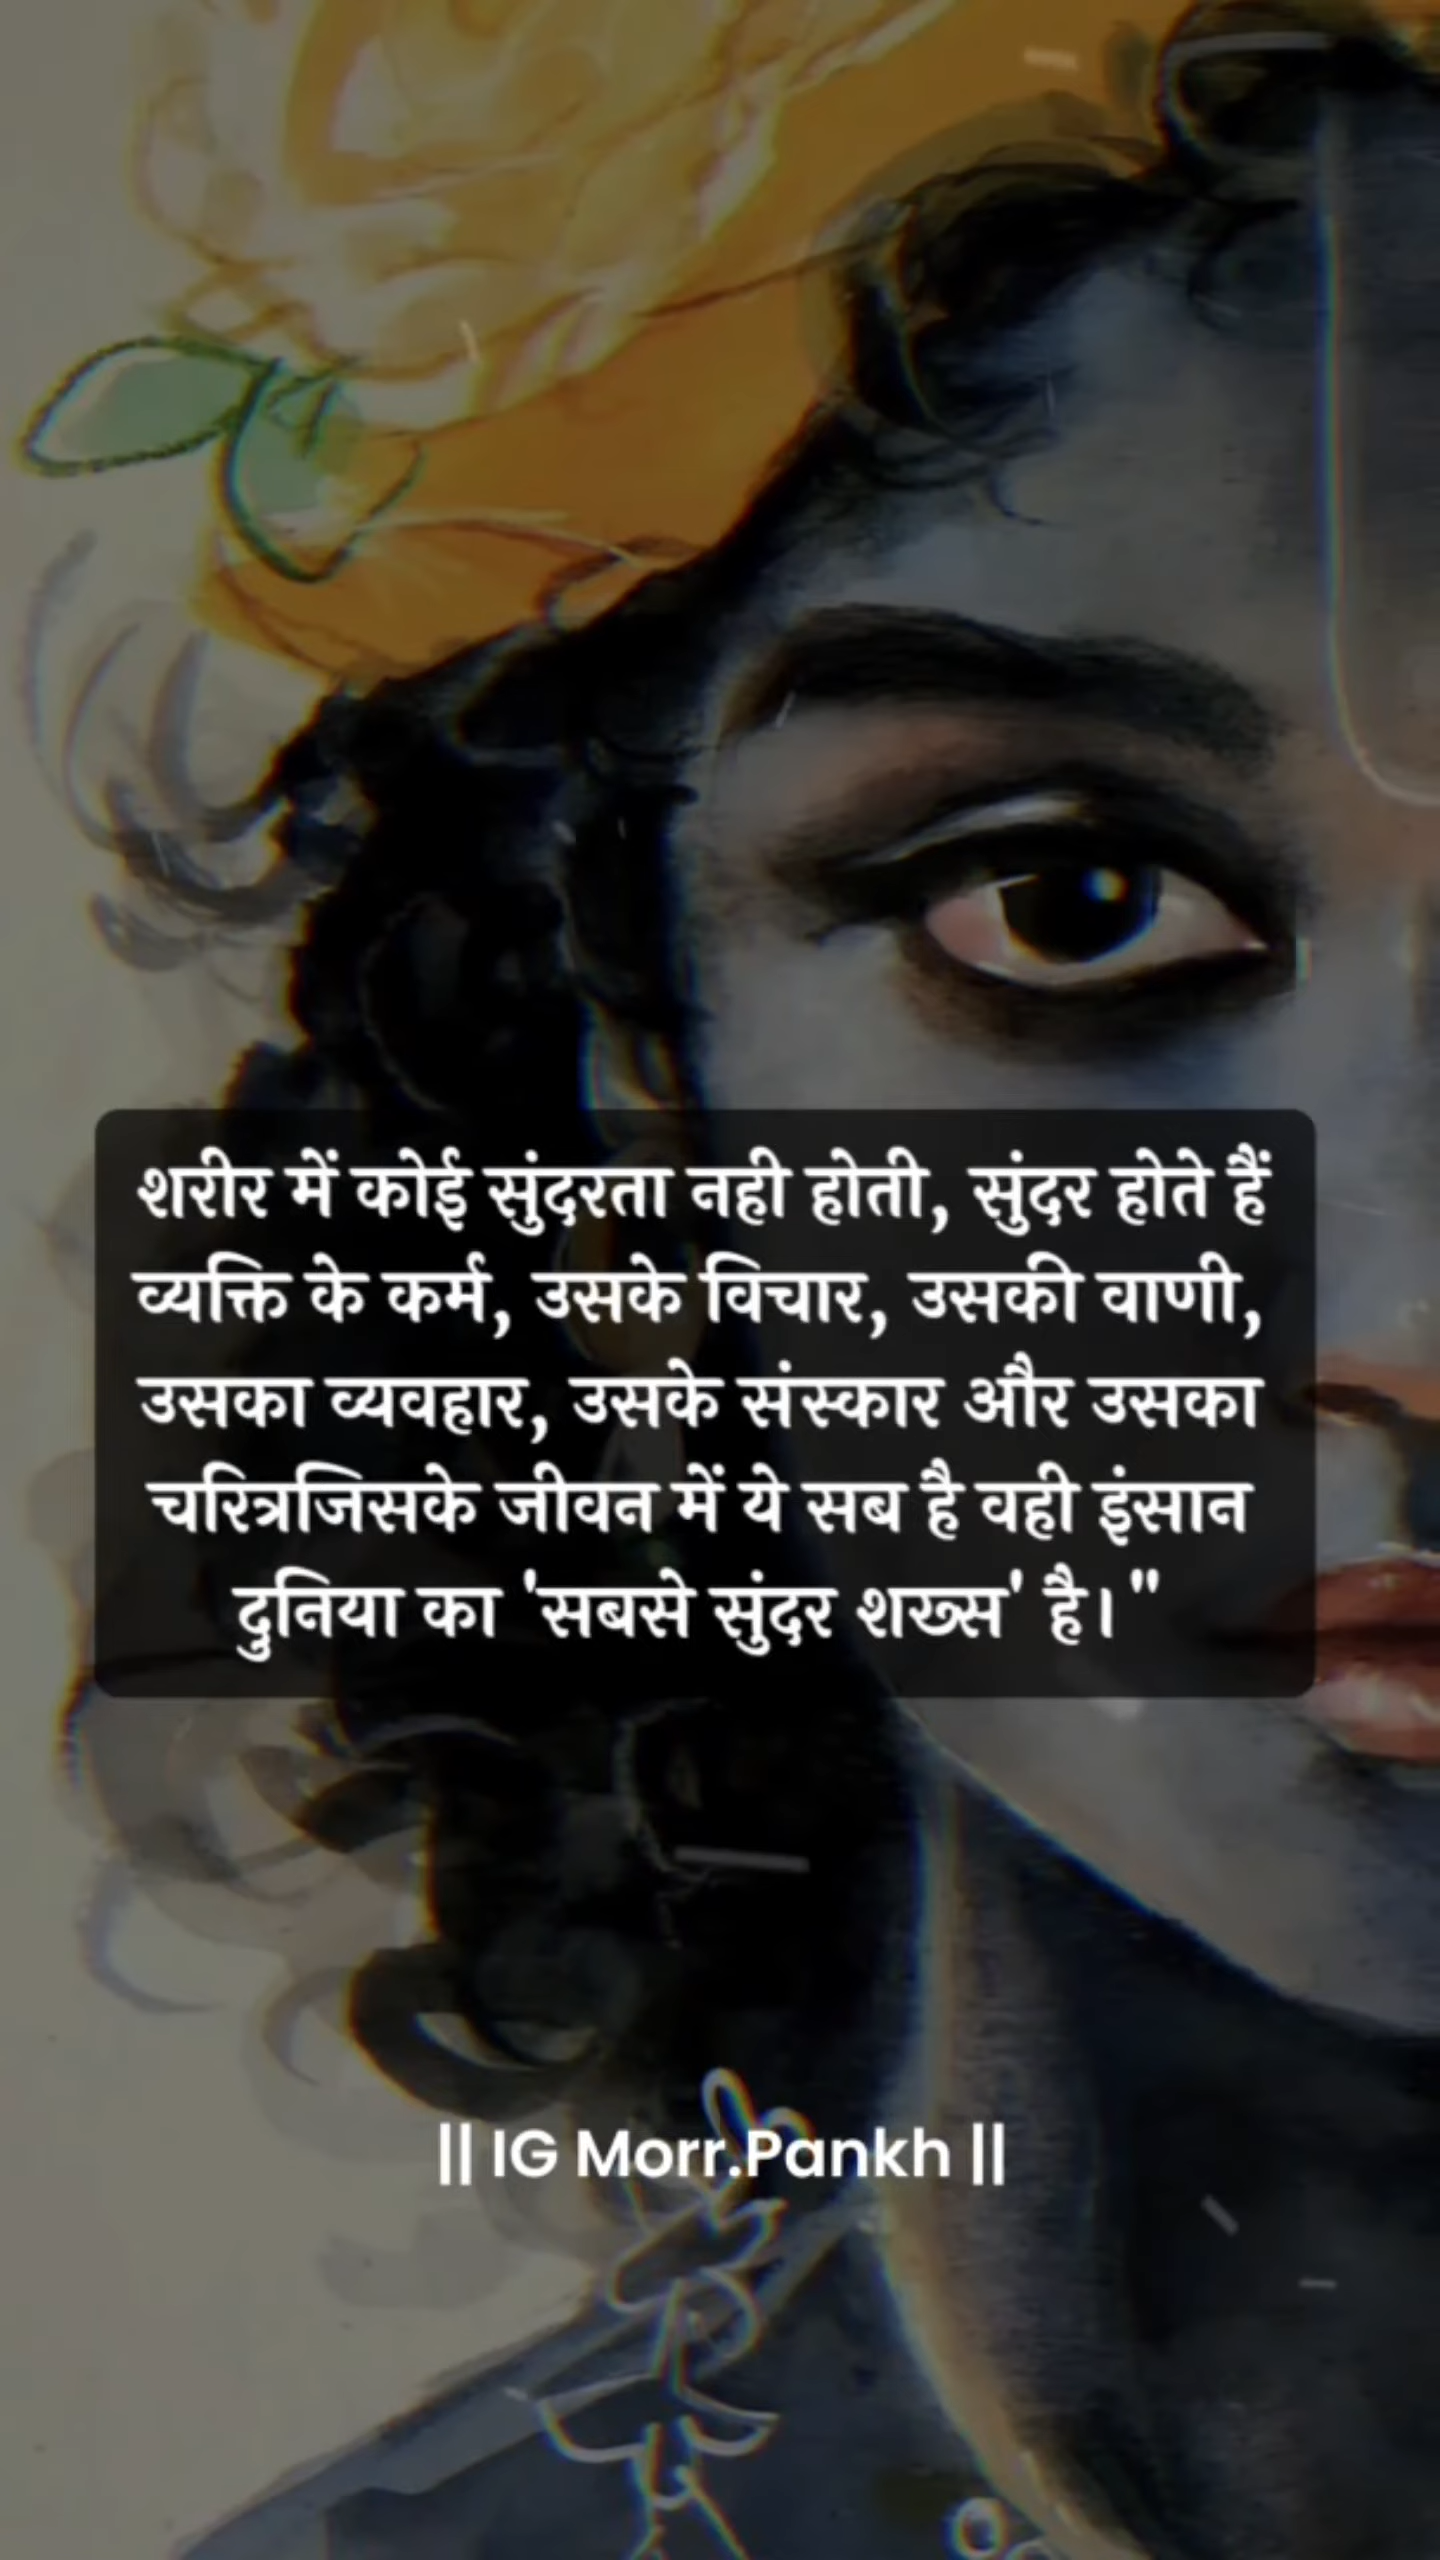 शरीर में कोई सुंदरता नही होती, सुंदर होते हैं
व्यक्ति के कर्म, उसके विचार, उसकी वाणी,
उसका व्यवहार, उसके संस्कार और उसका
चरित्रजिसके जीवन में ये सब है वही इंसान
दुनिया का 'सबसे सुंदर शख्स' है। "
|| IG Morr.Pankh ||